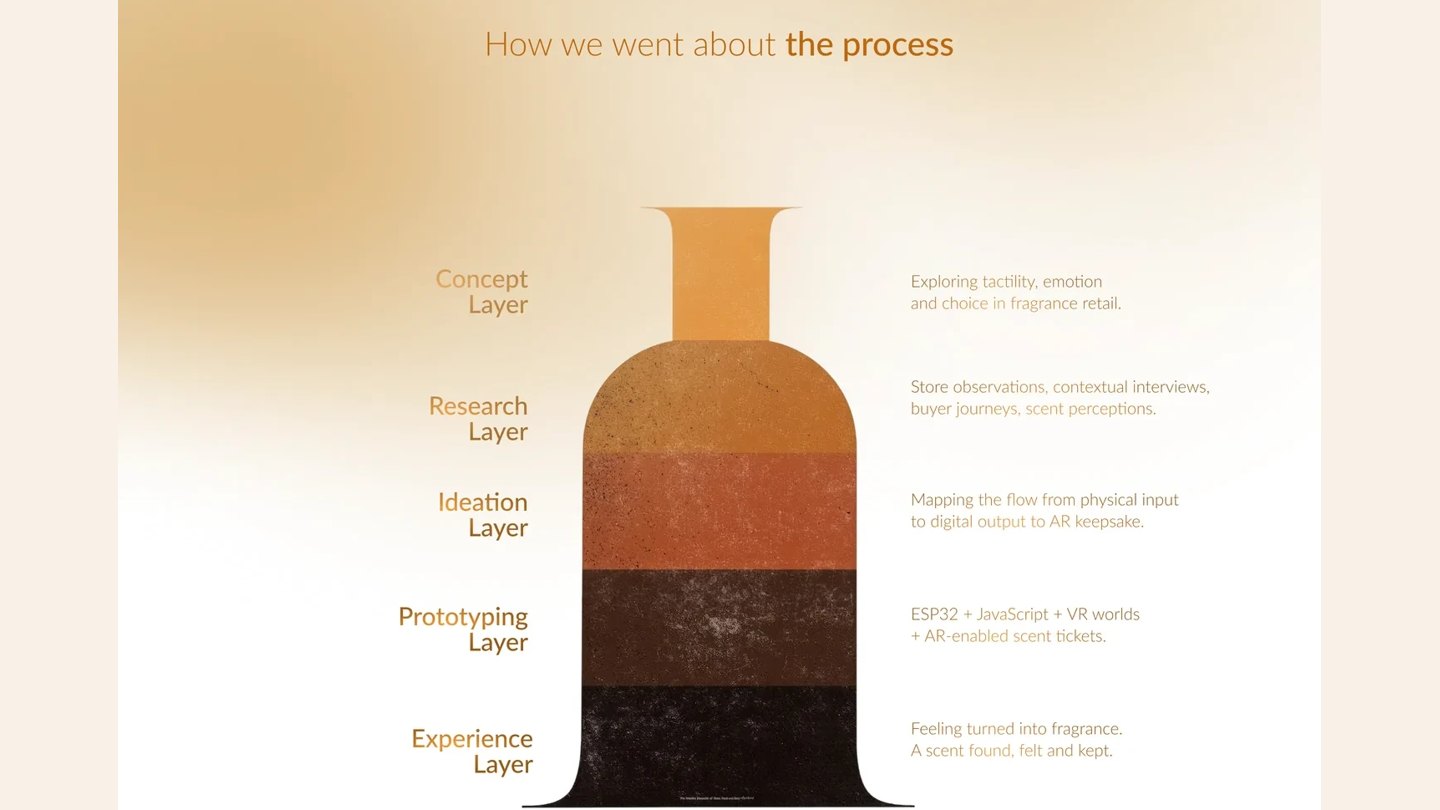 How we went about the process
Concept
Layer
Exploring tactility, emotion
and choice in fragrance retail.
Research
Layer
Store observations, contextual interviews,
buyer journeys, scent perceptions.
Ideation
Layer
Mapping the flow from physical input
to digital output to AR keepsake.
Prototyping
Layer
ESP32 + JavaScript + VR worlds
+ AR-enabled scent tickets.
Experience
Layer
Feeling turned into fragrance.
A scent found, felt and kept.